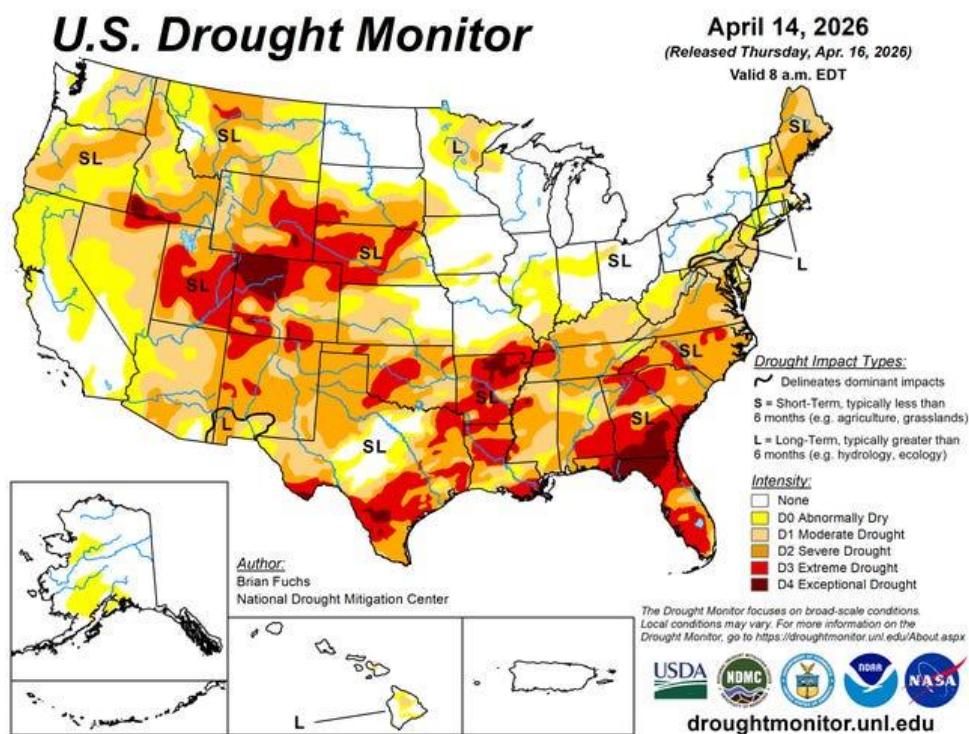 U.S. Drought Monitor
April 14, 2026
(Released Thursday, Apr. 16, 2026)
Valid 8 a.m. EDT
SL
SL
SL
L
SL
L
SL
SL
SL
SL
SL
SL
L
L
Drought Impact Types:
Delineates dominant impacts
S = Short-Term, typically less than
6 months (e.g. agriculture, grasslands)
L = Long-Term, typically greater than
6 months (e.g. hydrology, ecology)
Intensity:
None
D0 Abnormally Dry
D1 Moderate Drought
D2 Severe Drought
D3 Extreme Drought
D4 Exceptional Drought
Author:
Brian Fuchs
National Drought Mitigation Center
The Drought Monitor focuses on broad-scale conditions.
Local conditions may vary. For more information on the
Drought Monitor, go to https://droughtmonitor.unl.edu/About.aspx
USDA
NDMC
NOAA
NASA
droughtmonitor.unl.edu